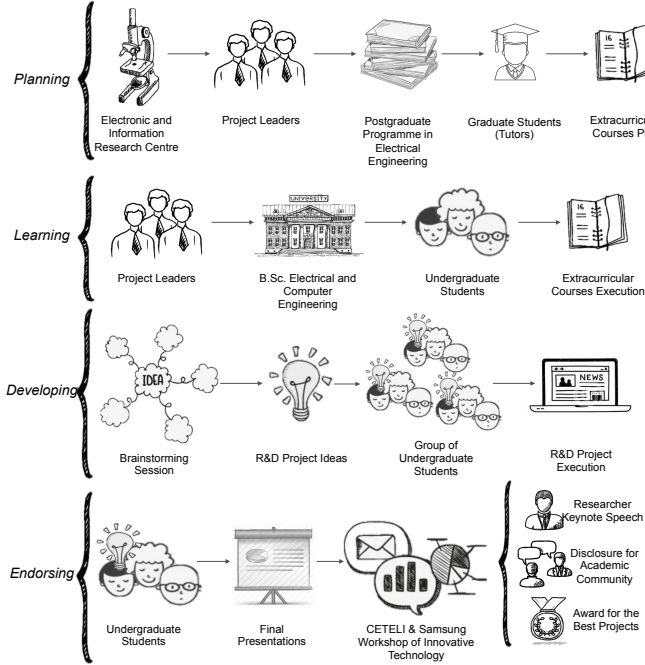 Planning
Electronic and
Information
Research Centre
Project Leaders
Postgraduate
Programme in
Electrical
Engineering
Graduate Students
(Tutors)
16
Extracurric
Courses Pl
Learning
Project Leaders
UNIVERSITY
B.Sc. Electrical and
Computer
Engineering
Undergraduate
Students
16
Extracurricular
Courses Execution
Developing
IDEA
Brainstorming
Session
R&D Project Ideas
Group of
Undergraduate
Students
NEWS
R&D Project
Execution
Endorsing
Undergraduate
Students
Final
Presentations
CETELI & Samsung
Workshop of Innovative
Technology
Researcher
Keynote Speech
Disclosure for
Academic
Community
Award for the
Best Projects